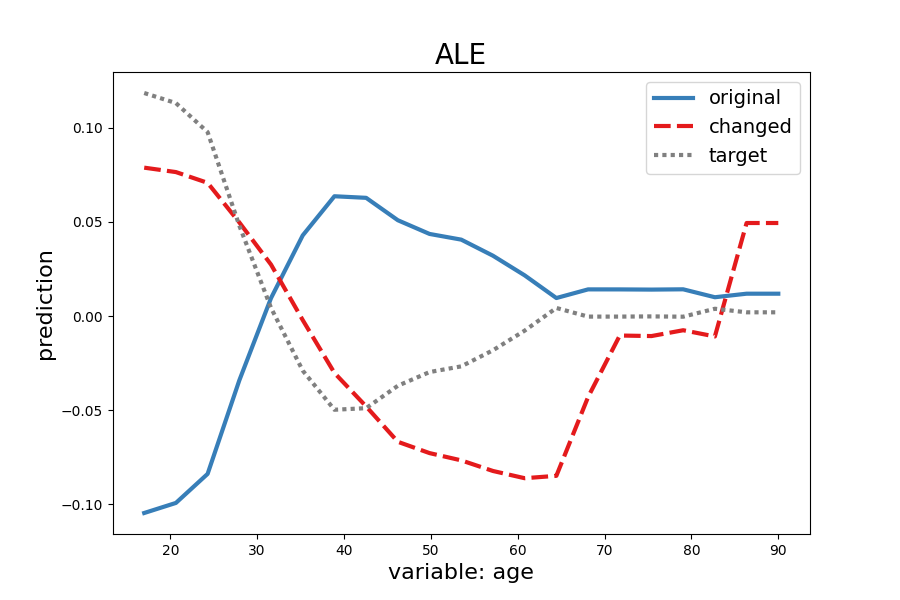 ALE
original
changed
target
prediction
0.10
0.05
0.00
−0.05
−0.10
20 30 40 50 60 70 80 90
variable: age